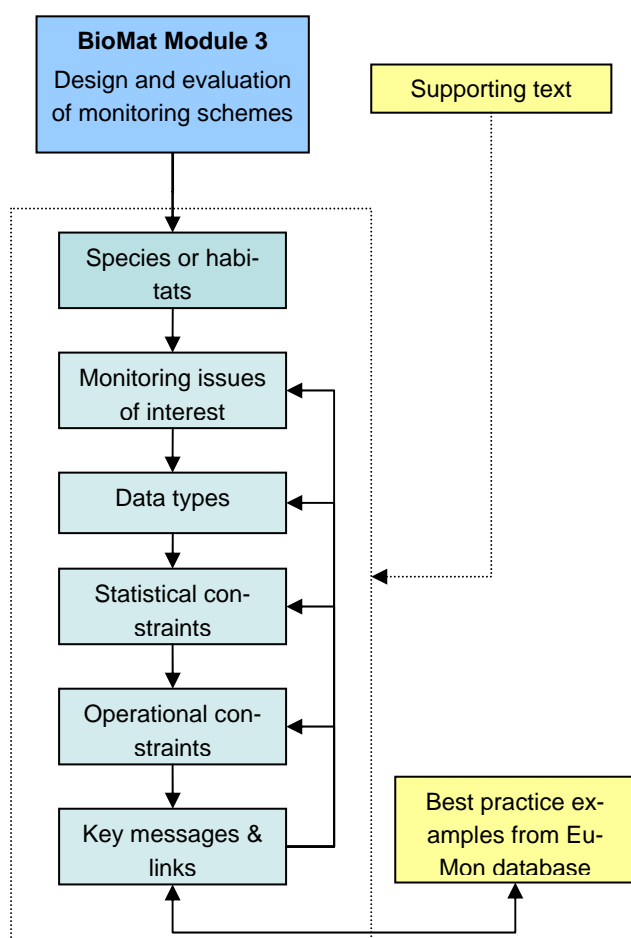 BioMat Module 3
Design and evaluation
of monitoring schemes
Supporting text
Species or habi-
tats
Monitoring issues
of interest
Data types
Statistical con-
straints
Operational con-
straints
Key messages &
links
Best practice ex-
amples from Eu-
Mon database